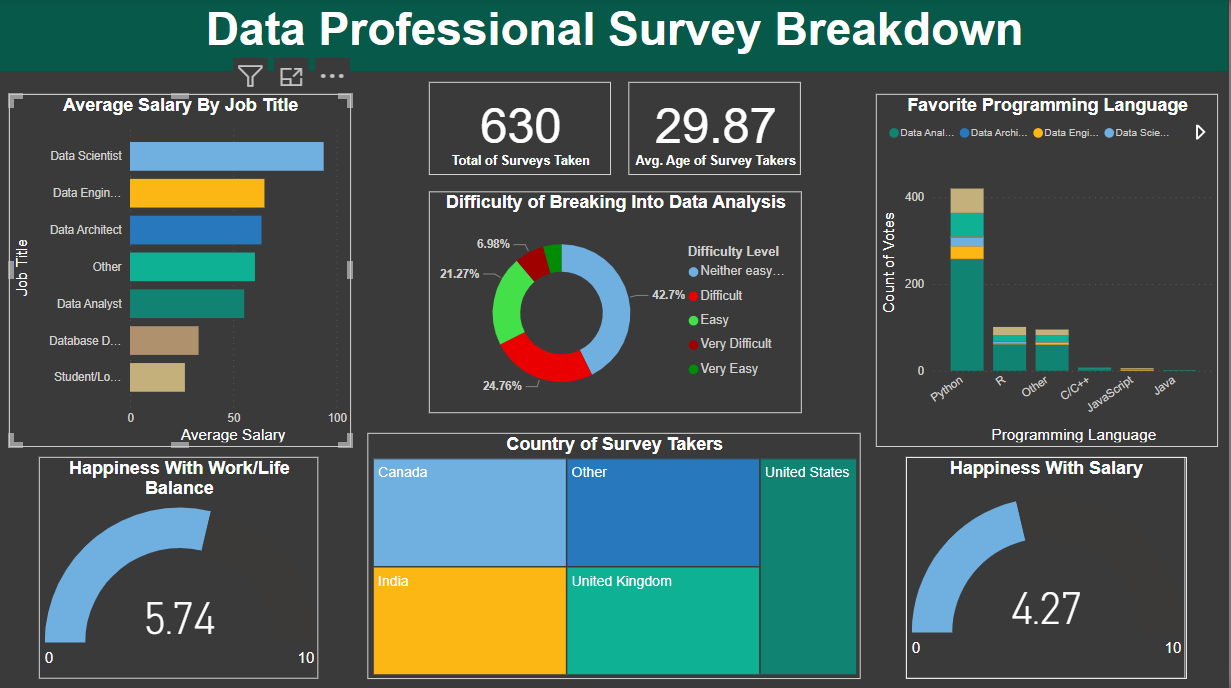 Data Professional Survey Breakdown
Average Salary By Job Title
Job Title
Data Scientist
Data Engin...
Data Architect
Other
Data Analyst
Database D...
Student/Lo...
0 50 100
Average Salary
630
Total of Surveys Taken
29.87
Avg. Age of Survey Takers
Difficulty of Breaking Into Data Analysis
6.98%
21.27%
42.7%
24.76%
Difficulty Level
Neither easy...
Difficult
Easy
Very Difficult
Very Easy
Favorite Programming Language
Data Anal... Data Archi... Data Engi... Data Scie...
Count of Votes
400
200
0
Python R Other C/C++ JavaScript Java
Programming Language
Happiness With Work/Life
Balance
5.74
0 10
Country of Survey Takers
Canada Other United States
India United Kingdom
Happiness With Salary
4.27
0 10